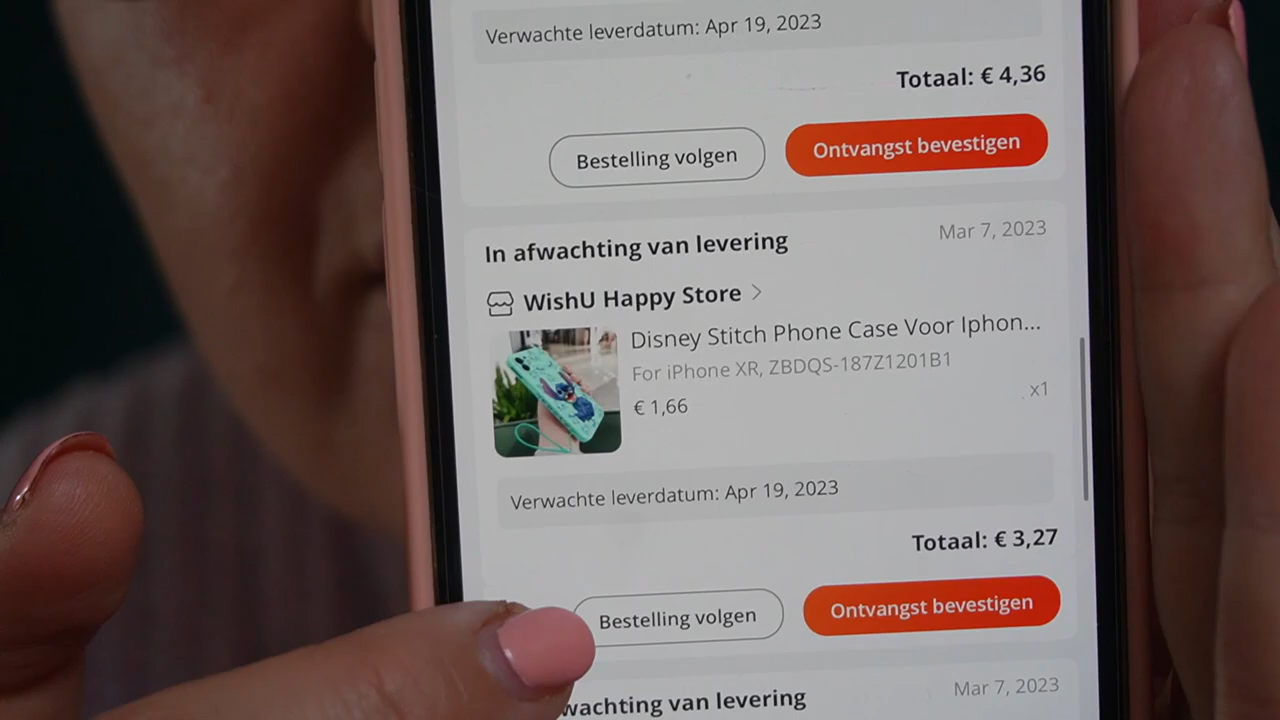 Verwachte leverdatum: Apr 19, 2023
Totaal: € 4,36
Bestelling volgen
Ontvangst bevestigen
In afwachting van levering
Mar 7, 2023
WishU Happy Store
Disney Stitch Phone Case Voor Iphon...
For iPhone XR, ZBDQS-187Z1201B1
€ 1,66
x1
Verwachte leverdatum: Apr 19, 2023
Totaal: € 3,27
Bestelling volgen
Ontvangst bevestigen
wachting van levering
Mar 7, 2023